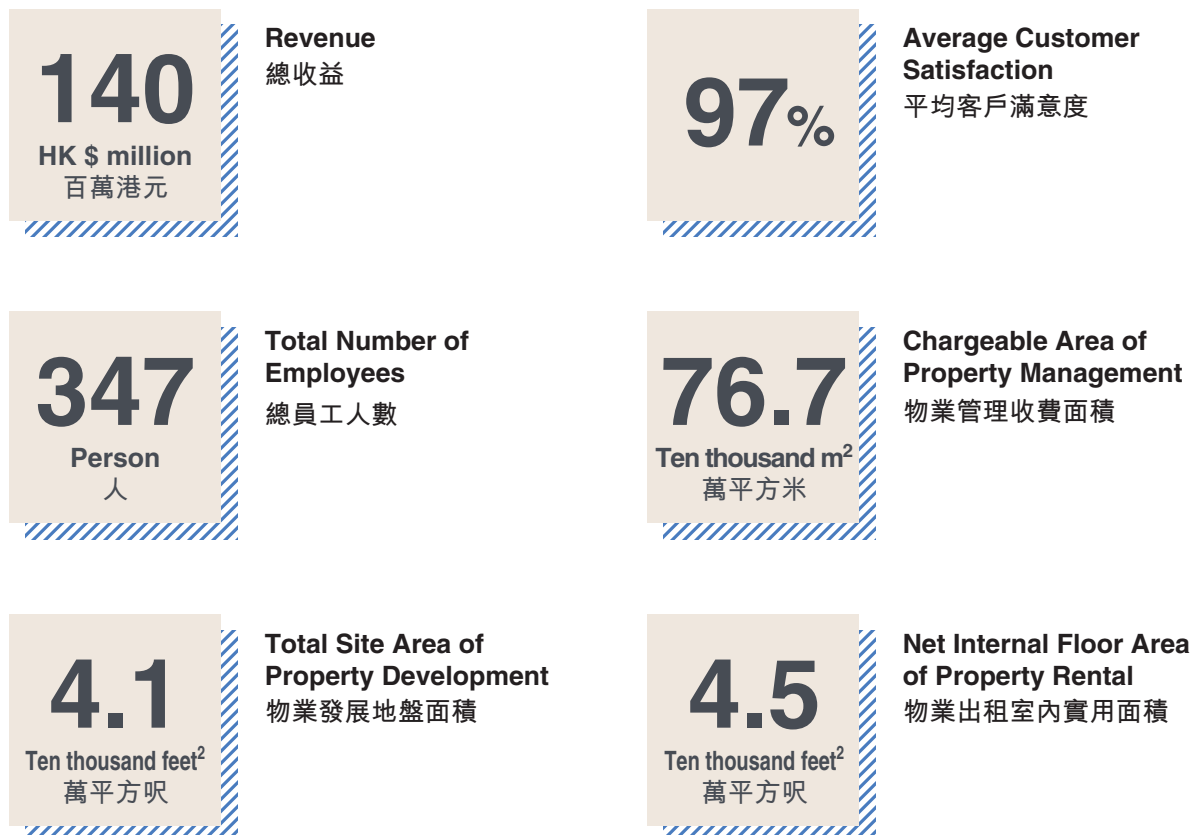 140
HK $ million
百萬港元
Revenue
總收益
97%
Average Customer
Satisfaction
平均客戶滿意度
347
Person
人
Total Number of
Employees
總員工人數
76.7
Ten thousand m²
萬平方米
Chargeable Area of
Property Management
物業管理收費面積
4.1
Ten thousand feet²
萬平方呎
Total Site Area of
Property Development
物業發展地盤面積
4.5
Ten thousand feet²
萬平方呎
Net Internal Floor Area
of Property Rental
物業出租室內實用面積